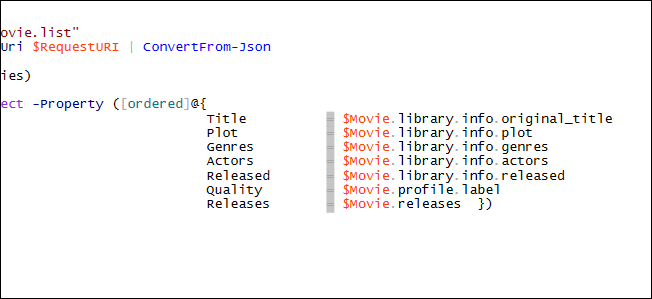 ovie.list"
Uri $RequestURI | ConvertFrom-Json
ies)
ect -Property ([ordered]@{
Title = $Movie.library.info.original_title
Plot = $Movie.library.info.plot
Genres = $Movie.library.info.genres
Actors = $Movie.library.info.actors
Released = $Movie.library.info.released
Quality = $Movie.profile.label
Releases = $Movie.releases })